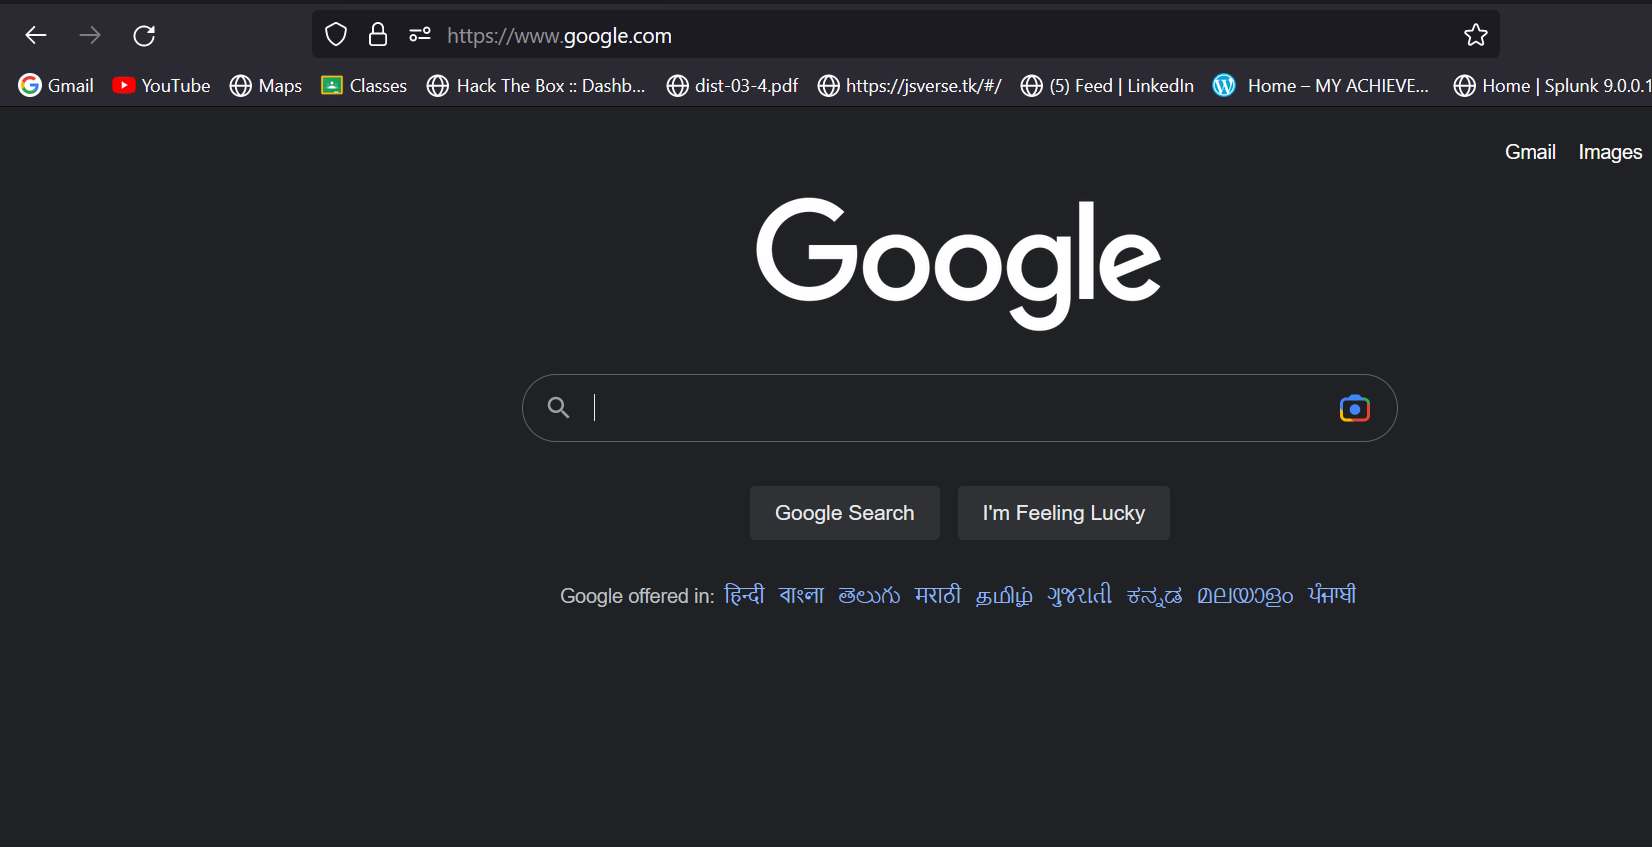 https://www.google.com
Gmail YouTube Maps Classes Hack The Box :: Dashb... dist-03-4.pdf https://jsverse.tk/#/ (5) Feed | LinkedIn Home – MY ACHIEVE... Home | Splunk 9.0.0.1
Gmail Images
Google
Google Search I'm Feeling Lucky
Google offered in: हिन्दी বাংলা తెలుగు मराठी தமிழ் ગુજરાતી ಕನ್ನಡ മലയാളം ਪੰਜਾਬੀ